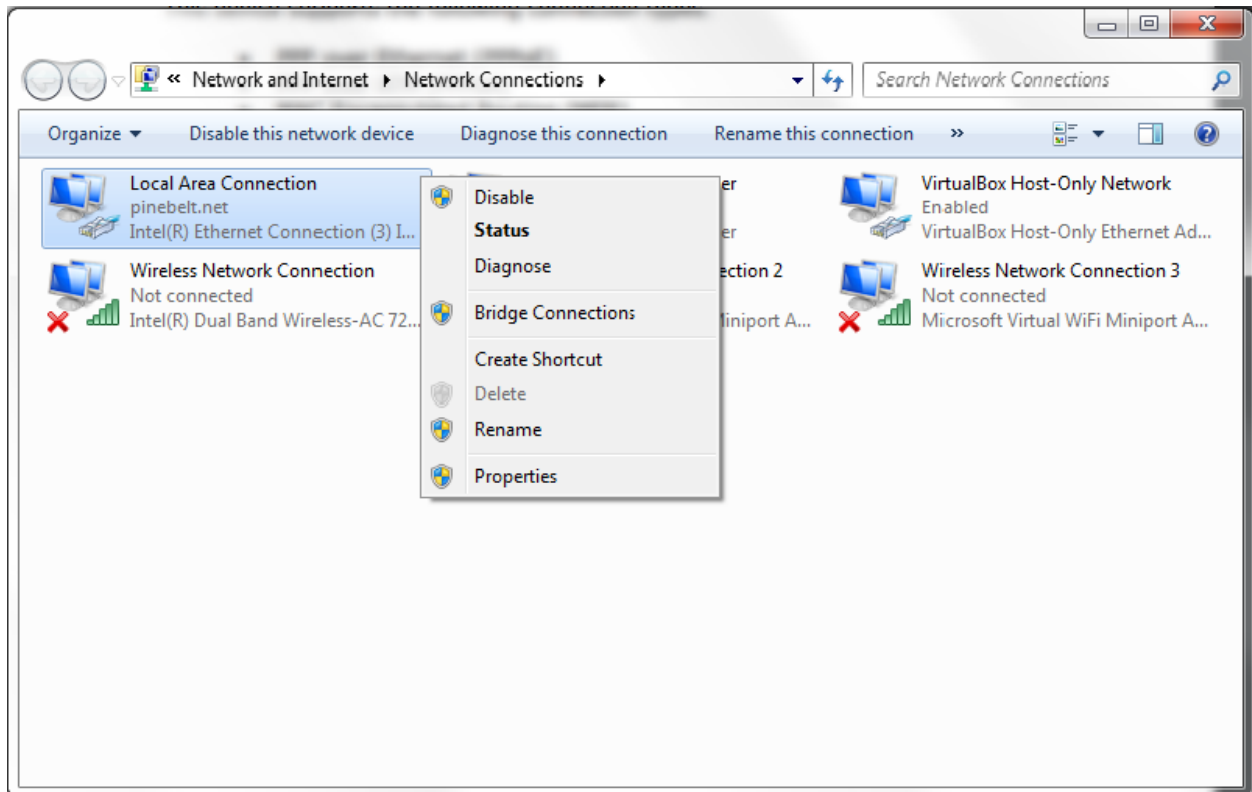 « Network and Internet ▸ Network Connections ▸
Search Network Connections
Organize ▾ Disable this network device Diagnose this connection Rename this connection »
Local Area Connection
pinebelt.net
Intel(R) Ethernet Connection (3) I...
Wireless Network Connection
Not connected
Intel(R) Dual Band Wireless-AC 72...
Disable
Status
Diagnose
Bridge Connections
Create Shortcut
Delete
Rename
Properties
er
er
ection 2
Miniport A...
VirtualBox Host-Only Network
Enabled
VirtualBox Host-Only Ethernet Ad...
Wireless Network Connection 3
Not connected
Microsoft Virtual WiFi Miniport A...